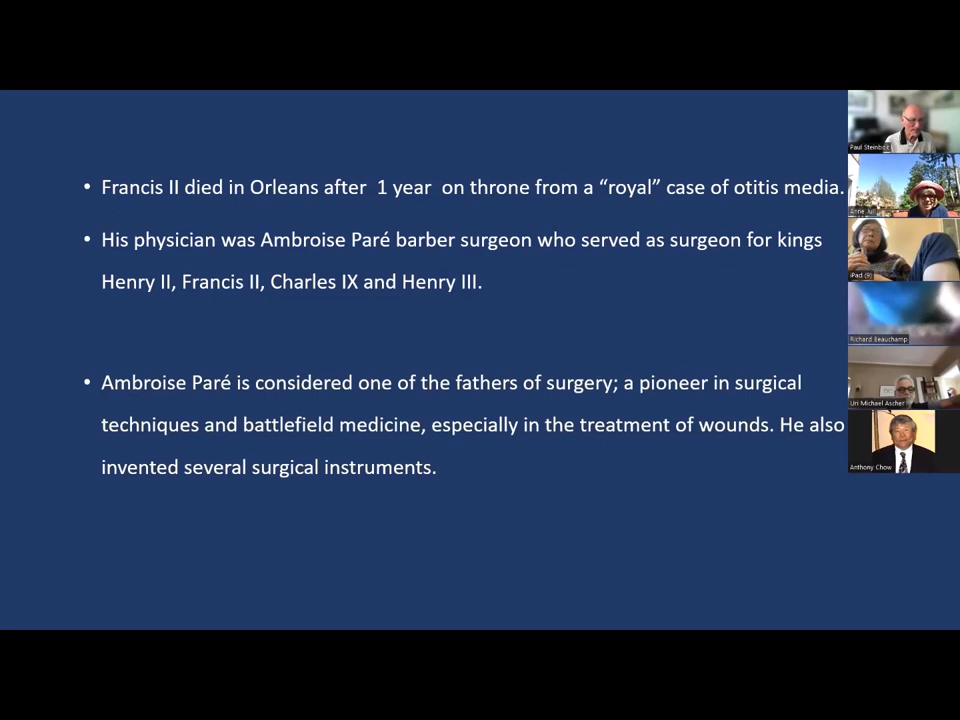 • Francis II died in Orleans after 1 year on throne from a “royal” case of otitis media.
• His physician was Ambroise Paré barber surgeon who served as surgeon for kings
Henry II, Francis II, Charles IX and Henry III.
• Ambroise Paré is considered one of the fathers of surgery; a pioneer in surgical
techniques and battlefield medicine, especially in the treatment of wounds. He also
invented several surgical instruments.
Paul
Anne
iPad (9)
Richard Beauchamp
Uri Michael Ascher
Anthony Chow